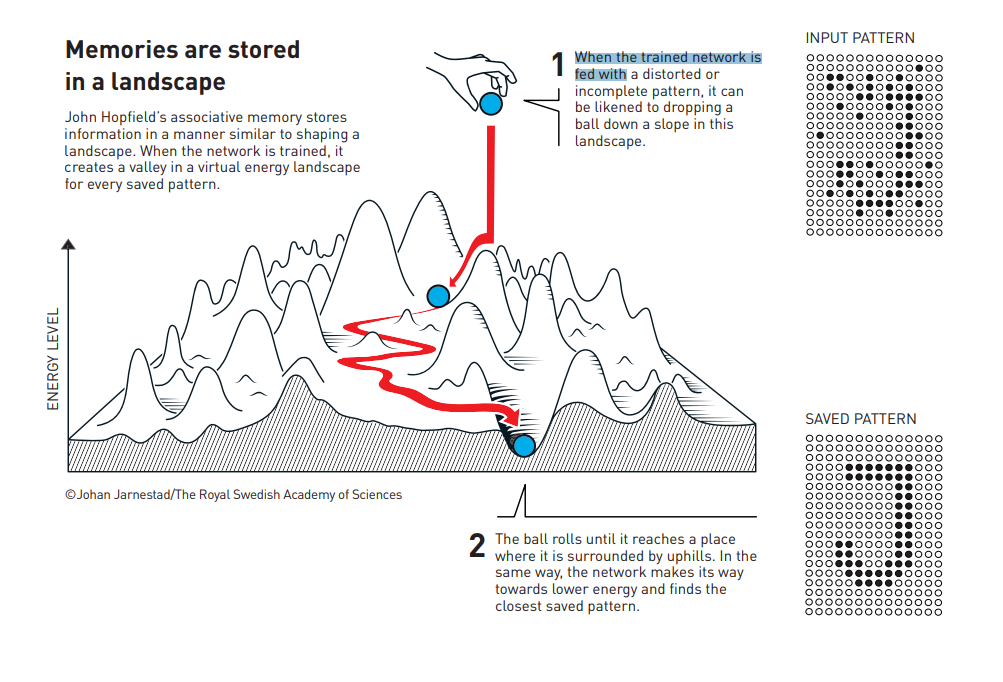 Memories are stored
in a landscape
John Hopfield's associative memory stores
information in a manner similar to shaping a
landscape. When the network is trained, it
creates a valley in a virtual energy landscape
for every saved pattern.
1
When the trained network is
fed with a distorted or
incomplete pattern, it can
be likened to dropping a
ball down a slope in this
landscape.
INPUT PATTERN
ENERGY LEVEL
SAVED PATTERN
©Johan Jarnestad/The Royal Swedish Academy of Sciences
2
The ball rolls until it reaches a place
where it is surrounded by uphills. In the
same way, the network makes its way
towards lower energy and finds the
closest saved pattern.